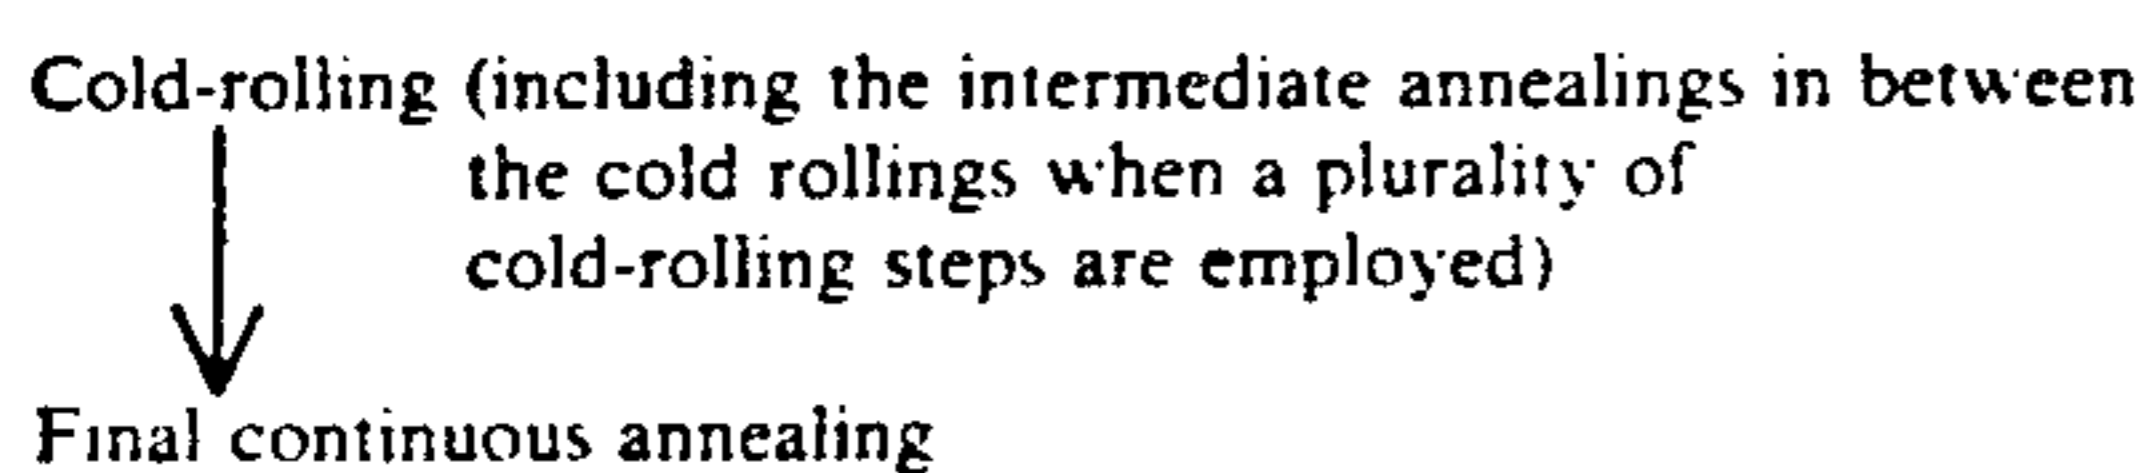 Cold-rolling (including the intermediate annealings in between
the cold rollings when a plurality of
cold-rolling steps are employed)
Final continuous annealing